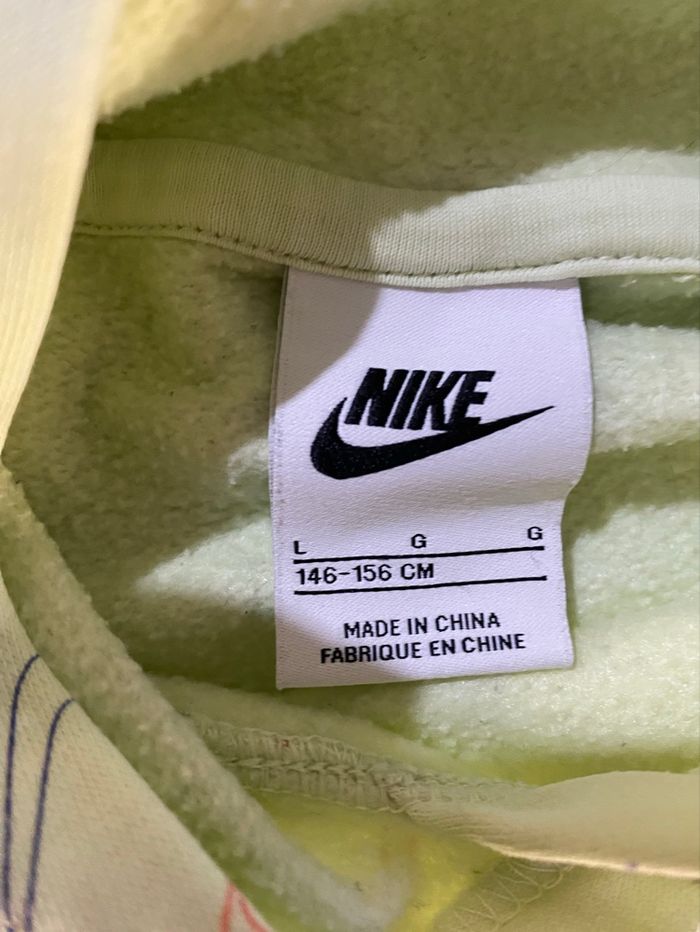 NIKE
L G G
146-156 CM
MADE IN CHINA
FABRIQUE EN CHINE